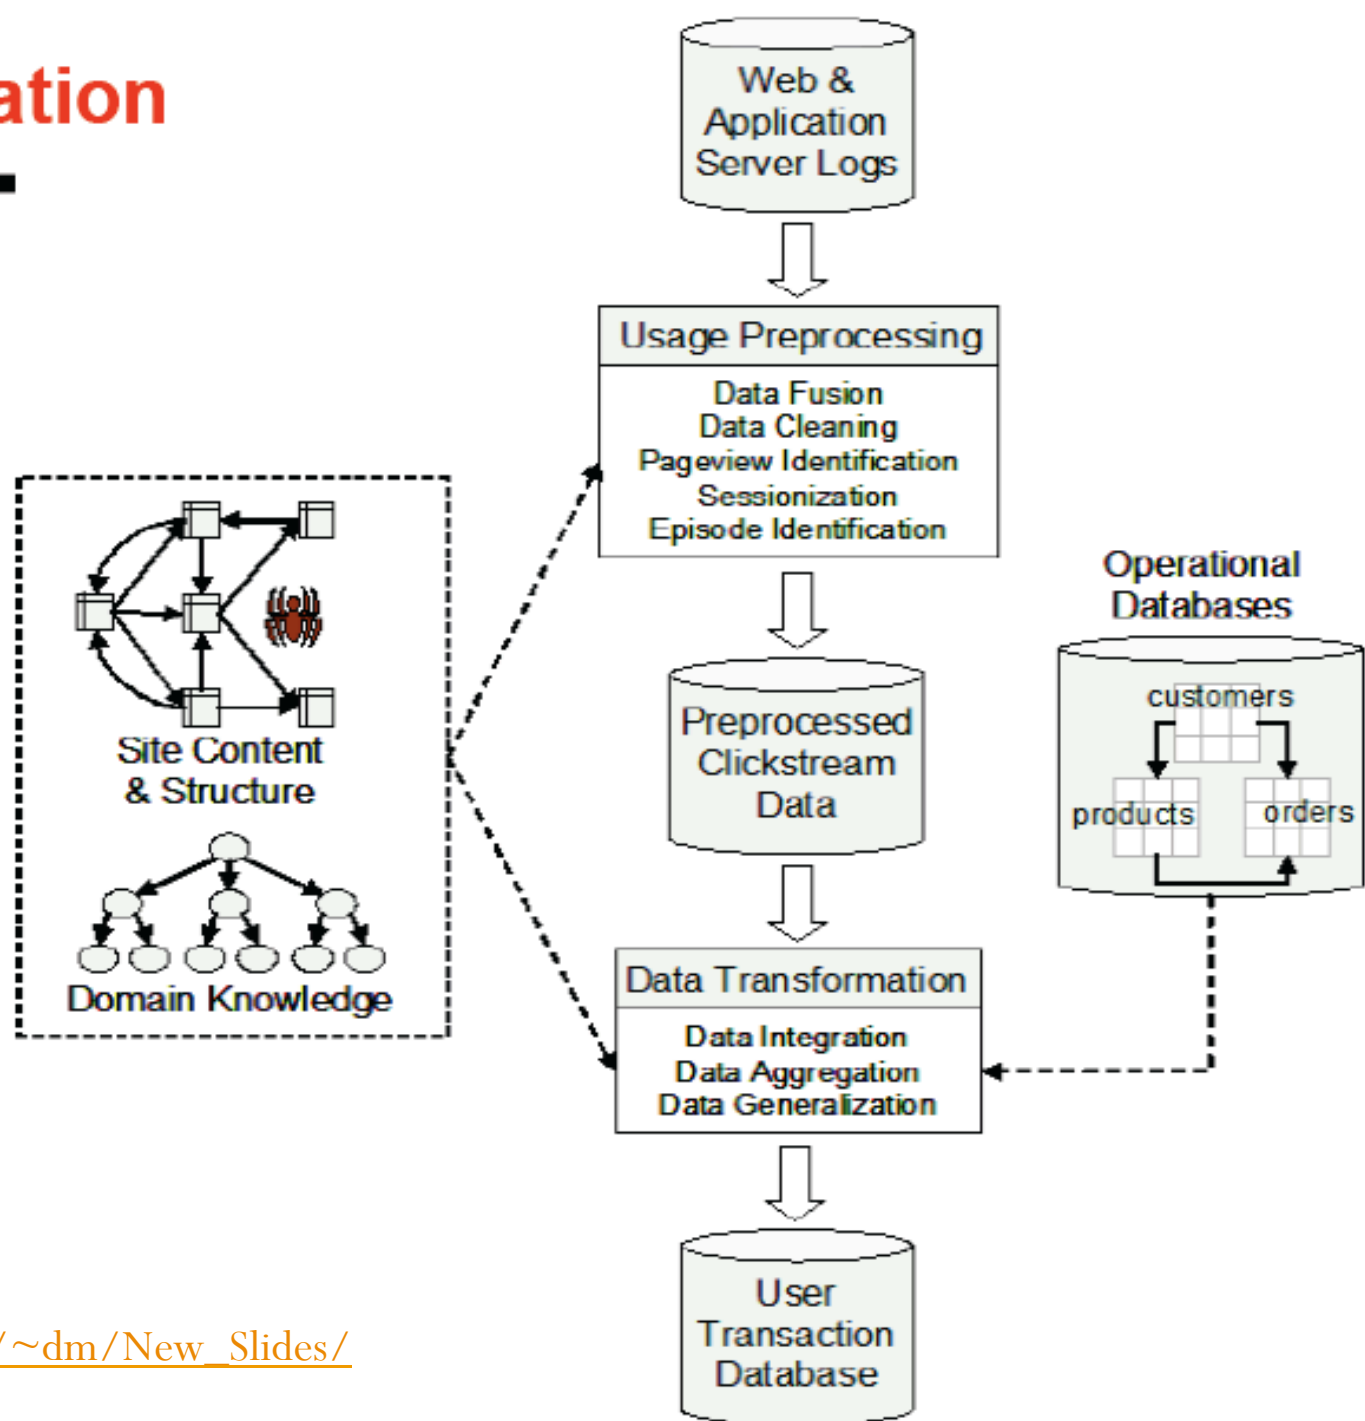 ation
Web &
Application
Server Logs
Usage Preprocessing
Data Fusion
Data Cleaning
Pageview Identification
Sessionization
Episode Identification
Site Content
& Structure
Domain Knowledge
Preprocessed
Clickstream
Data
Operational
Databases
customers
products
orders
Data Transformation
Data Integration
Data Aggregation
Data Generalization
User
Transaction
Database
/~dm/New_Slides/